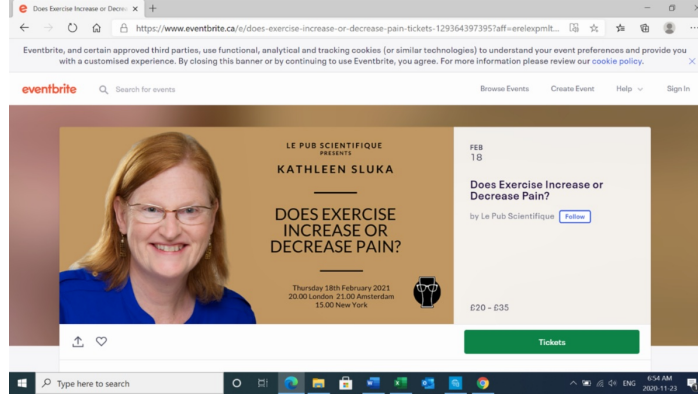 Does Exercise Increase or Decrea
https://www.eventbrite.ca/e/does-exercise-increase-or-decrease-pain-tickets-129364397395?aff=erelexpmlt...
Eventbrite, and certain approved third parties, use functional, analytical and tracking cookies (or similar technologies) to understand your event preferences and provide you
with a customised experience. By closing this banner or by continuing to use Eventbrite, you agree. For more information please review our cookie policy.
eventbrite Search for events Browse Events Create Event Help Sign In
LE PUB SCIENTIFIQUE
PRESENTS
KATHLEEN SLUKA
DOES EXERCISE
INCREASE OR
DECREASE PAIN?
Thursday 18th February 2021
20.00 London 21.00 Amsterdam
15.00 New York
FEB
18
Does Exercise Increase or
Decrease Pain?
by Le Pub Scientifique Follow
£20 – £35
Tickets
Type here to search
ENG
6:54 AM
2020-11-23